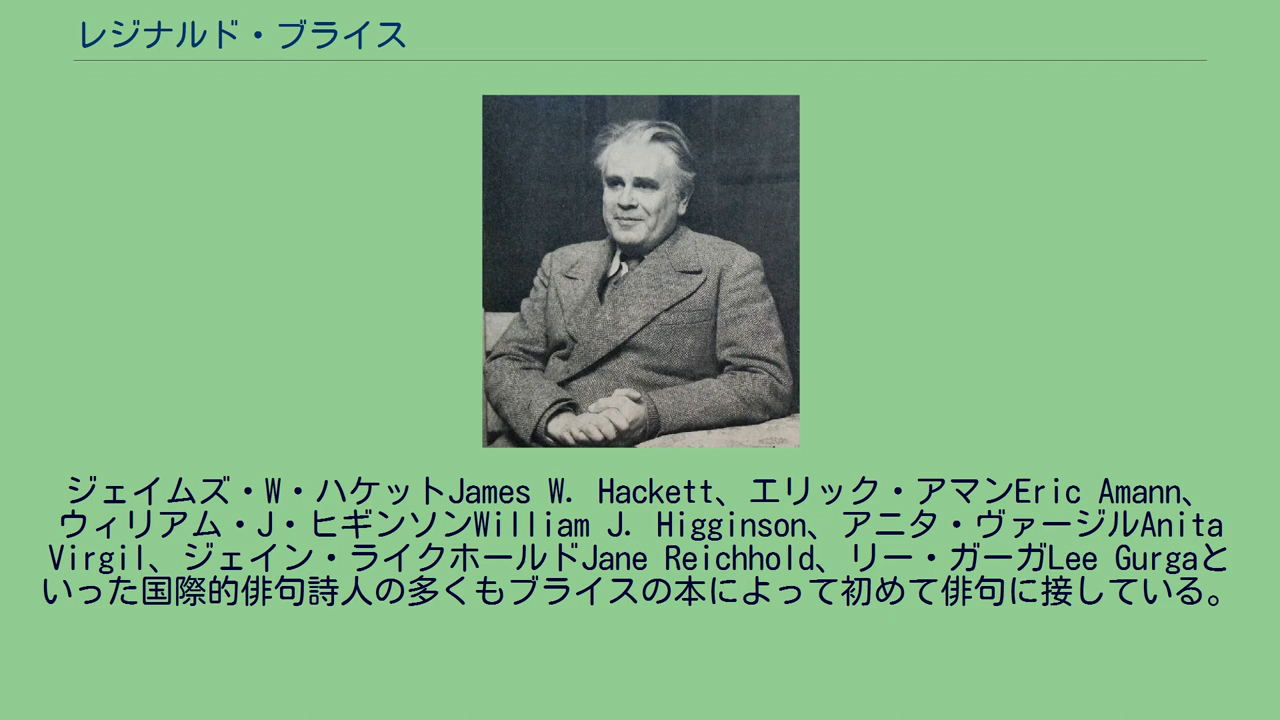 レジナルド・ブライス
ジェイムズ・W・ハケットJames W. Hackett、エリック・アマンEric Amann、
ウィリアム・J・ヒギンソンWilliam J. Higginson、アニタ・ヴァージルAnita
Virgil、ジェイン・ライクホールドJane Reichhold、リー・ガーガLee Gurgaと
いった国際的俳句詩人の多くもブライスの本によって初めて俳句に接している。